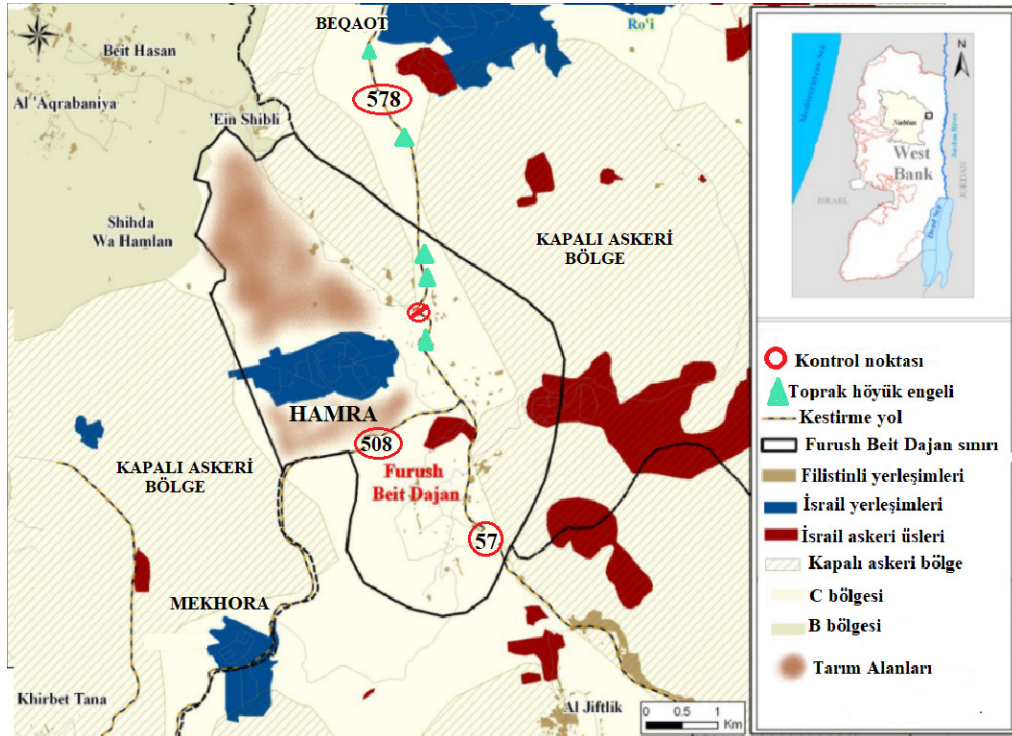 BEQAOT
Ro'i
Beit Hasan
578
Al 'Aqrabaniya
'Ein Shibli
Shihda
Wa Hamlan
KAPALI ASKERİ
BÖLGE
HAMRA
508
KAPALI ASKERİ
BÖLGE
Furush
Beit Dajan
57
MEKHORA
Khirbet Tana
Al Jiftlik
0 0.5 1
Km
N
Mediterranean Sea
Nablus
West
Bank
Jordan River
JORDAN
ISRAEL
Dead Sea
Kontrol noktası
Toprak höyük engeli
Kestirme yol
Furush Beit Dajan sınırı
Filistinli yerleşimleri
İsrail yerleşimleri
İsrail askeri üsleri
Kapalı askeri bölge
C bölgesi
B bölgesi
Tarım Alanları